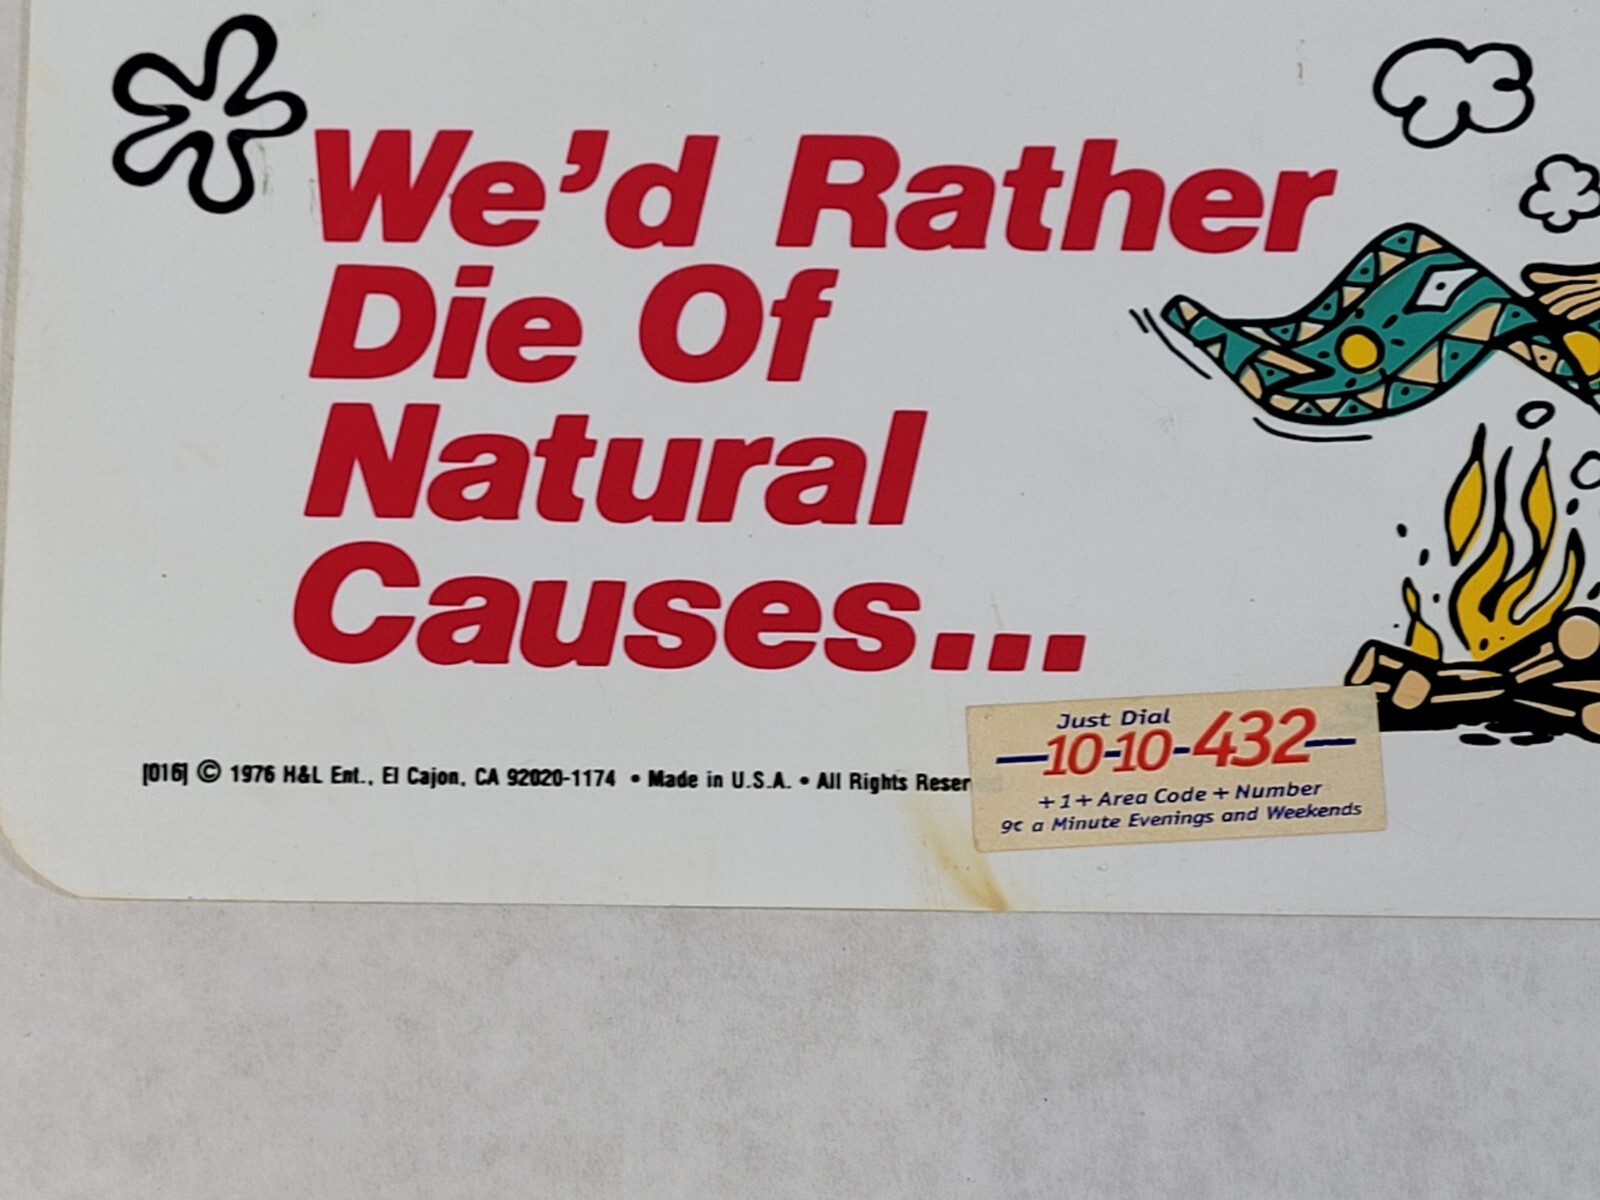 We'd Rather
Die Of
Natural
Causes...
[016] © 1976 H&L Ent., El Cajon, CA 92020-1174 • Made in U.S.A. • All Rights Reser
Just Dial
10-10-432
+1+ Area Code + Number
9¢ a Minute Evenings and Weekends